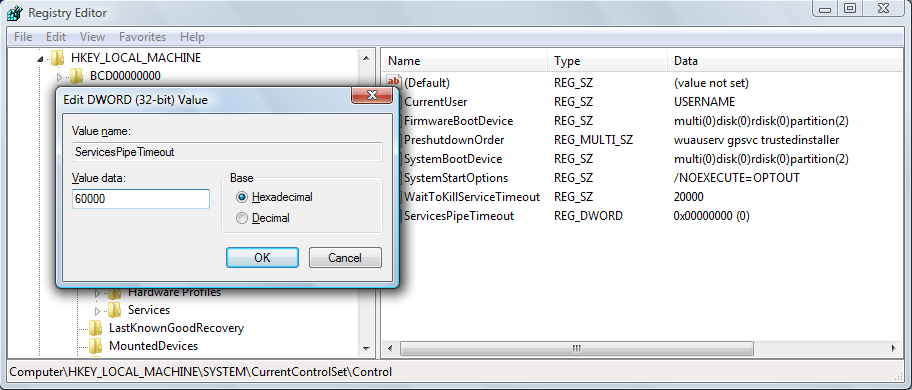 Registry Editor
File Edit View Favorites Help
HKEY_LOCAL_MACHINE
BCD00000000
Edit DWORD (32-bit) Value
Value name:
ServicesPipeTimeout
Value data:
60000
Base
Hexadecimal
Decimal
OK Cancel
Hardware Profiles
Services
LastKnownGoodRecovery
MountedDevices
Name Type Data
ab (Default) REG_SZ (value not set)
CurrentUser REG_SZ USERNAME
FirmwareBootDevice REG_SZ multi(0)disk(0)rdisk(0)partition(2)
PreshutdownOrder REG_MULTI_SZ wuauserv gpsvc trustedinstaller
SystemBootDevice REG_SZ multi(0)disk(0)rdisk(0)partition(2)
SystemStartOptions REG_SZ /NOEXECUTE=OPTOUT
WaitToKillServiceTimeout REG_SZ 20000
ServicesPipeTimeout REG_DWORD 0x00000000 (0)
Computer\HKEY_LOCAL_MACHINE\SYSTEM\CurrentControlSet\Control